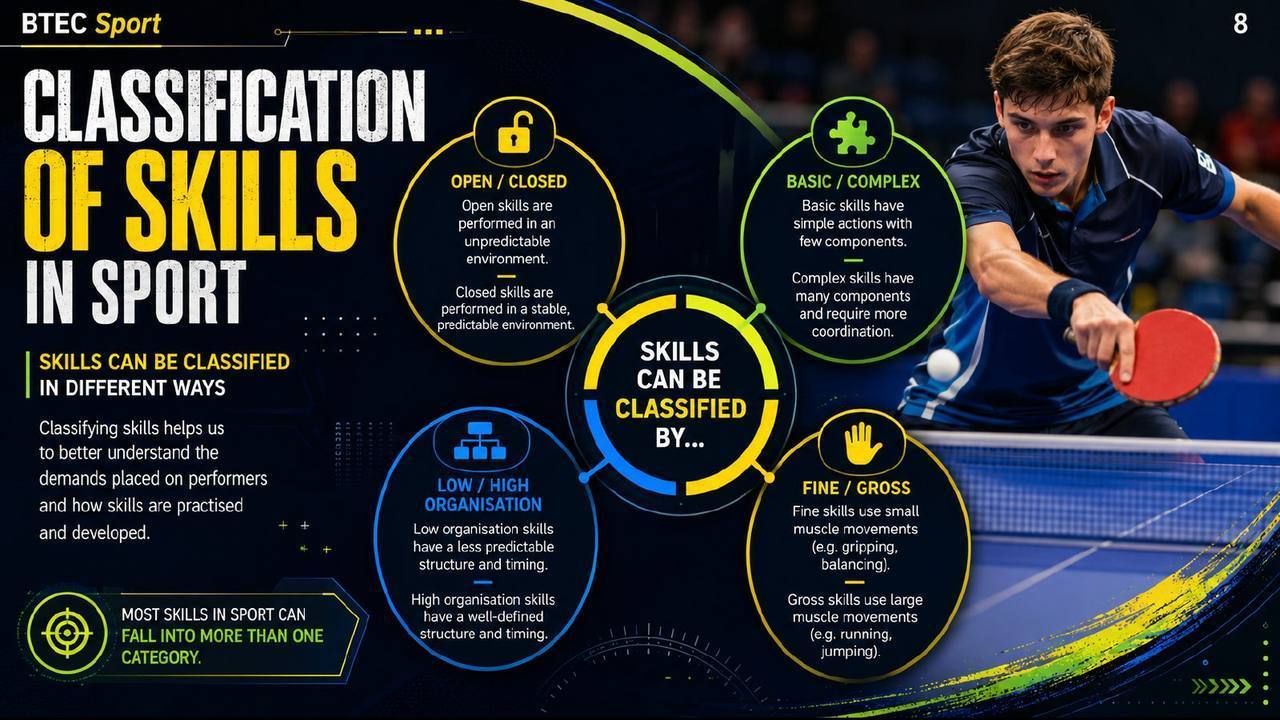 BTEC Sport
8
CLASSIFICATION
OF SKILLS
IN SPORT
SKILLS CAN BE CLASSIFIED
IN DIFFERENT WAYS
Classifying skills helps us
to better understand the
demands placed on performers
and how skills are practised
and developed.
MOST SKILLS IN SPORT CAN
FALL INTO MORE THAN ONE
CATEGORY.
OPEN / CLOSED
Open skills are
performed in an
unpredictable
environment.
Closed skills are
performed in a stable,
predictable environment.
BASIC / COMPLEX
Basic skills have
simple actions with
few components.
Complex skills have
many components
and require more
coordination.
SKILLS
CAN BE
CLASSIFIED
BY...
LOW / HIGH
ORGANISATION
Low organisation skills
have a less predictable
structure and timing.
High organisation skills
have a well-defined
structure and timing.
FINE / GROSS
Fine skills use small
muscle movements
(e.g. gripping,
balancing).
Gross skills use large
muscle movements
(e.g. running,
jumping).